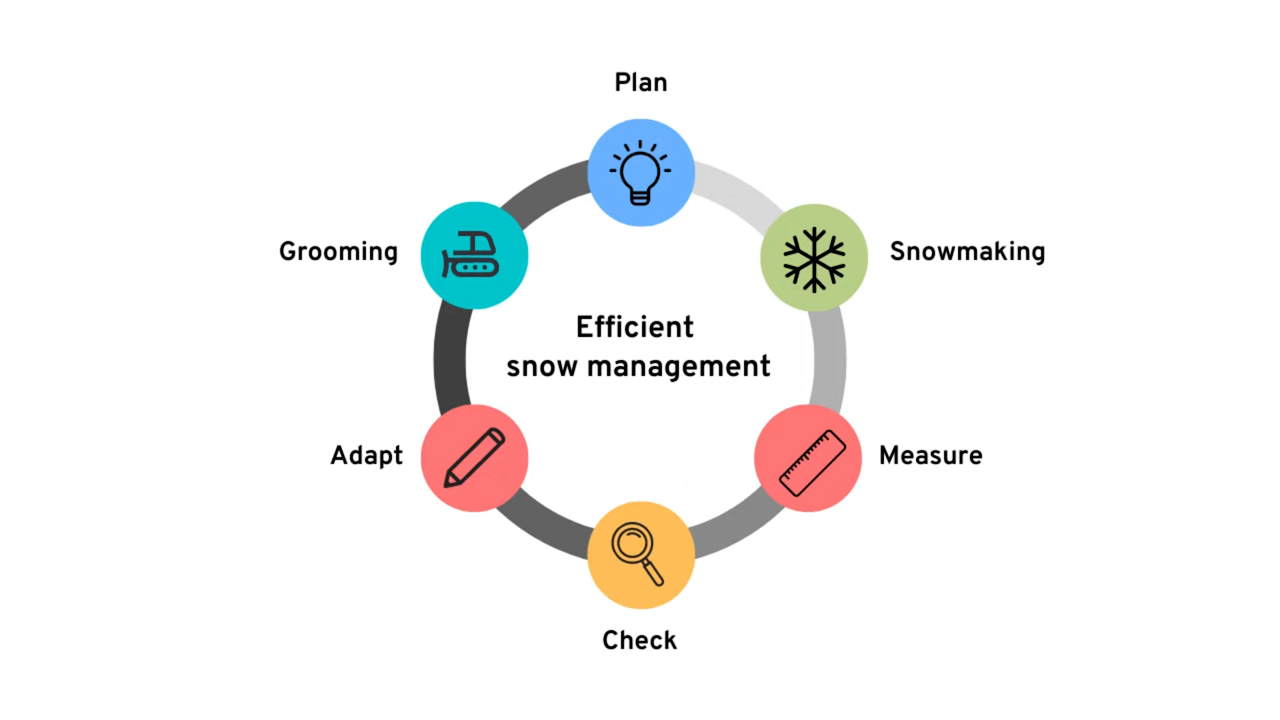 Plan
Grooming
Snowmaking
Efficient
snow management
Adapt
Measure
Check